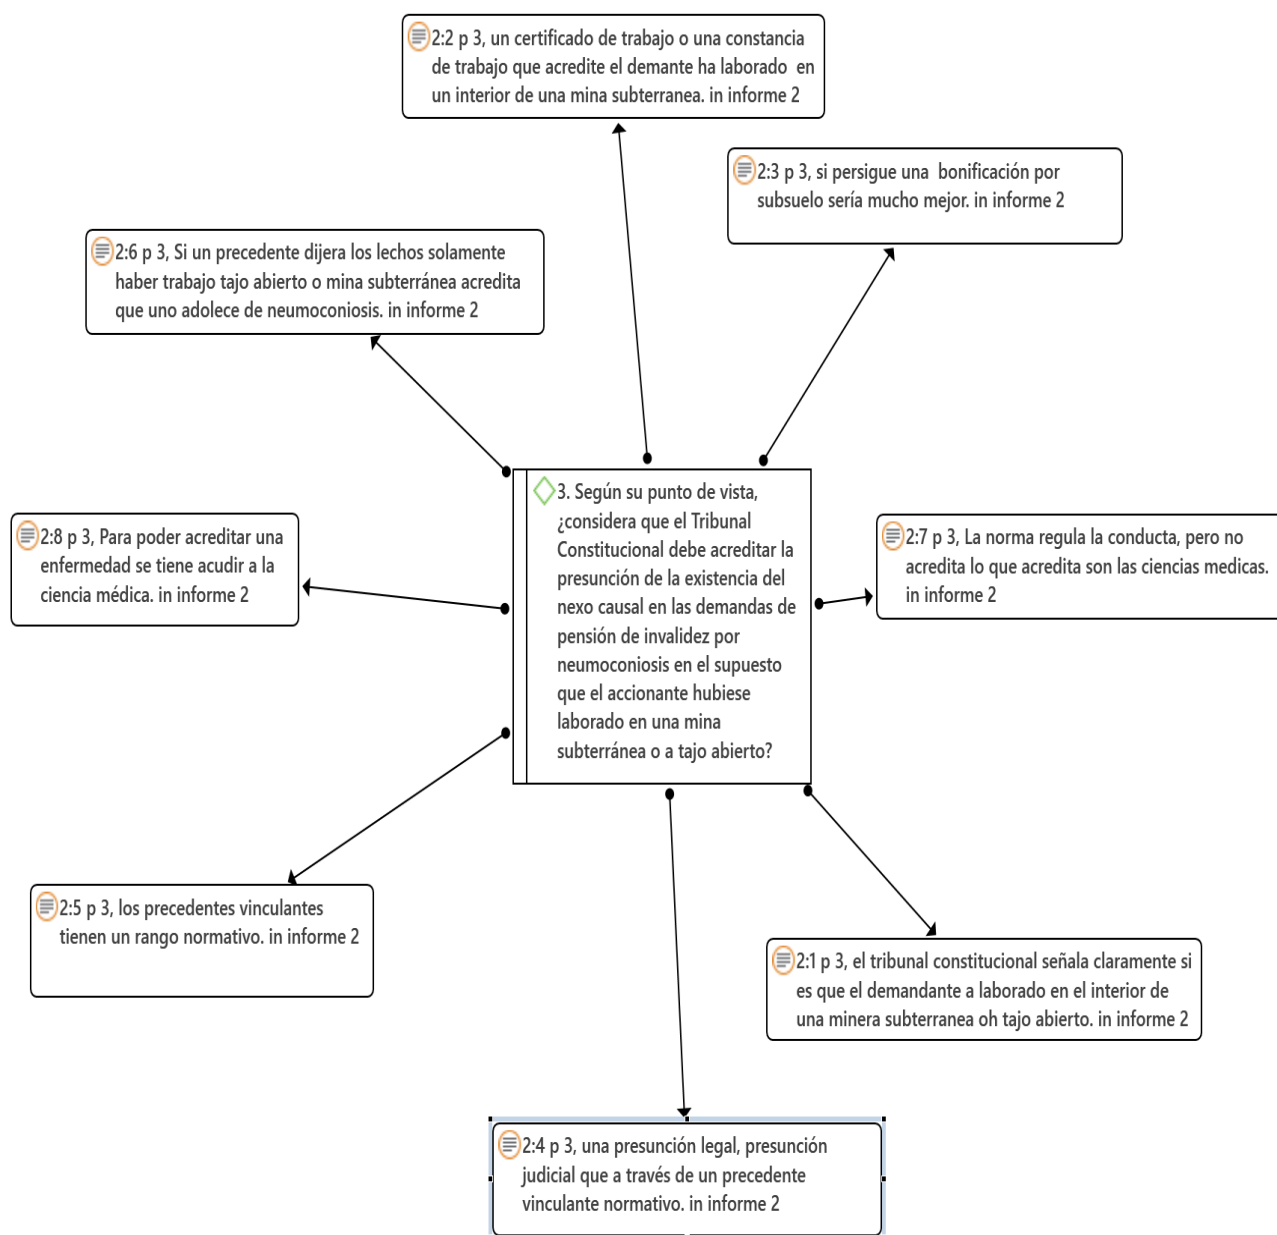 2:2 p 3, un certificado de trabajo o una constancia
de trabajo que acredite el demante ha laborado en
un interior de una mina subterranea. in informe 2
2:3 p 3, si persigue una bonificación por
subsuelo sería mucho mejor. in informe 2
2:6 p 3, Si un precedente dijera los lechos solamente
haber trabajo tajo abierto o mina subterránea acredita
que uno adolece de neumoconiosis. in informe 2
3. Según su punto de vista,
¿considera que el Tribunal
Constitucional debe acreditar la
presunción de la existencia del
nexo causal en las demandas de
pensión de invalidez por
neumoconiosis en el supuesto
que el accionante hubiese
laborado en una mina
subterránea o a tajo abierto?
2:8 p 3, Para poder acreditar una
enfermedad se tiene acudir a la
ciencia médica. in informe 2
2:7 p 3, La norma regula la conducta, pero no
acredita lo que acredita son las ciencias medicas.
in informe 2
2:5 p 3, los precedentes vinculantes
tienen un rango normativo. in informe 2
2:1 p 3, el tribunal constitucional señala claramente si
es que el demandante a laborado en el interior de
una minera subterranea oh tajo abierto. in informe 2
2:4 p 3, una presunción legal, presunción
judicial que a través de un precedente
vinculante normativo. in informe 2